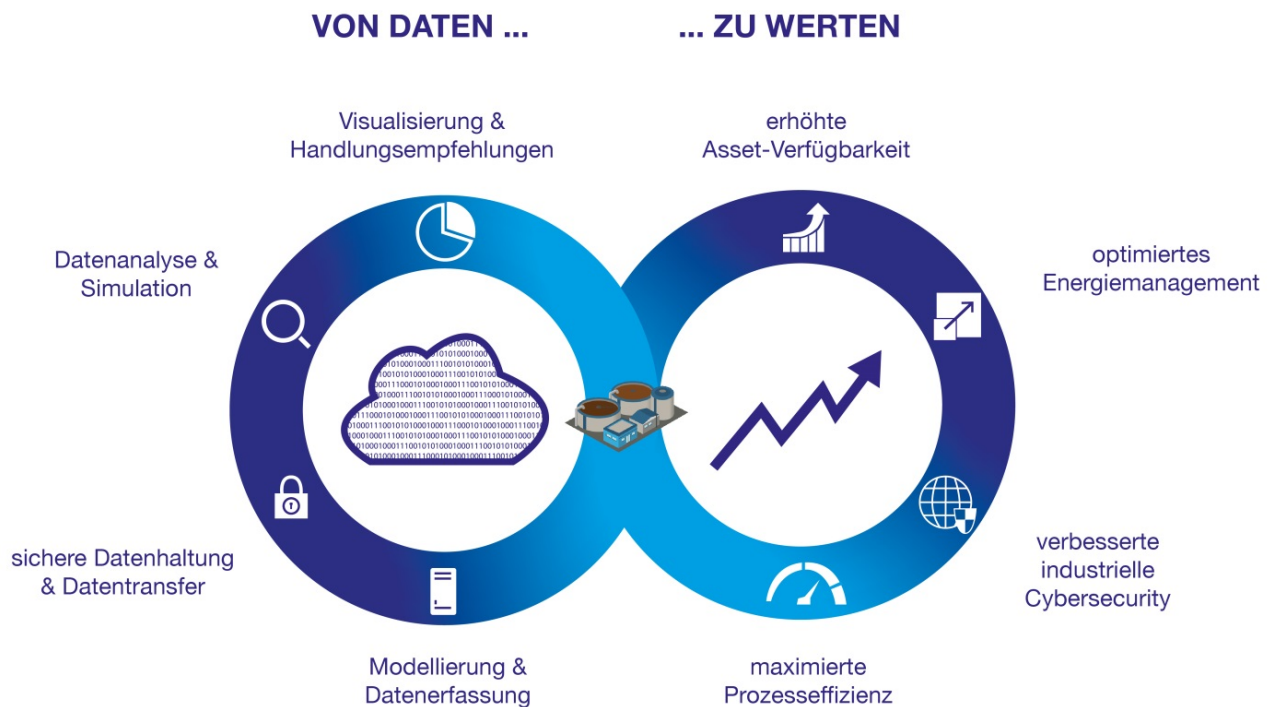 VON DATEN ...
... ZU WERTEN
Visualisierung &
Handlungsempfehlungen
erhöhte
Asset-Verfügbarkeit
Datenanalyse &
Simulation
optimiertes
Energiemanagement
sichere Datenhaltung
& Datentransfer
verbesserte
industrielle
Cybersecurity
Modellierung &
Datenerfassung
maximierte
Prozesseffizienz